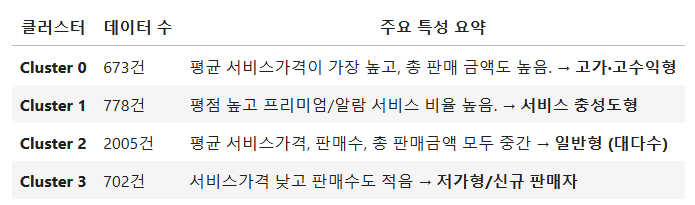 클러스터 데이터 수 주요 특성 요약
Cluster 0 673건 평균 서비스가격이 가장 높고, 총 판매 금액도 높음. → 고가·고수익형
Cluster 1 778건 평점 높고 프리미엄/알람 서비스 비율 높음. → 서비스 충성도형
Cluster 2 2005건 평균 서비스가격, 판매수, 총 판매금액 모두 중간 → 일반형 (대다수)
Cluster 3 702건 서비스가격 낮고 판매수도 적음 → 저가형/신규 판매자